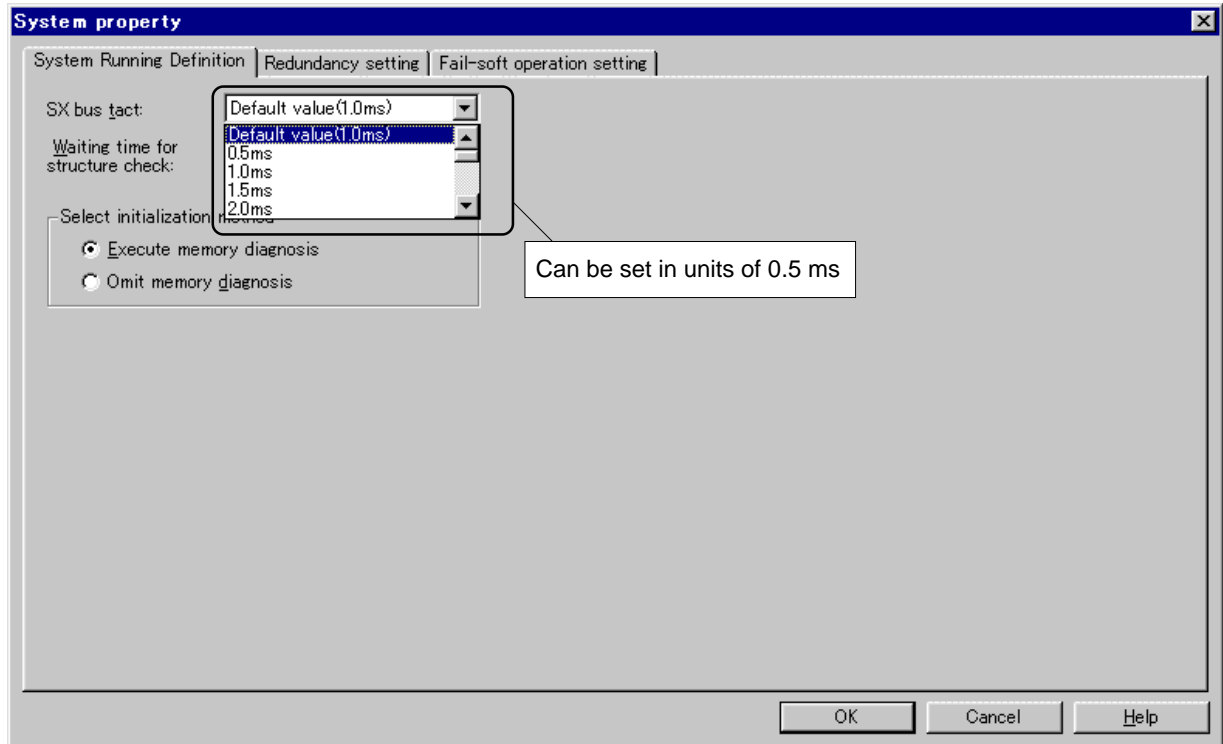 System property
System Running Definition
Redundancy setting
Fail-soft operation setting
SX bus tact:
Default value(1.0ms)
Default value(1.0ms)
0.5ms
1.0ms
1.5ms
2.0ms
Waiting time for
structure check:
Select initialization
Execute memory diagnosis
Omit memory diagnosis
Can be set in units of 0.5 ms
OK
Cancel
Help